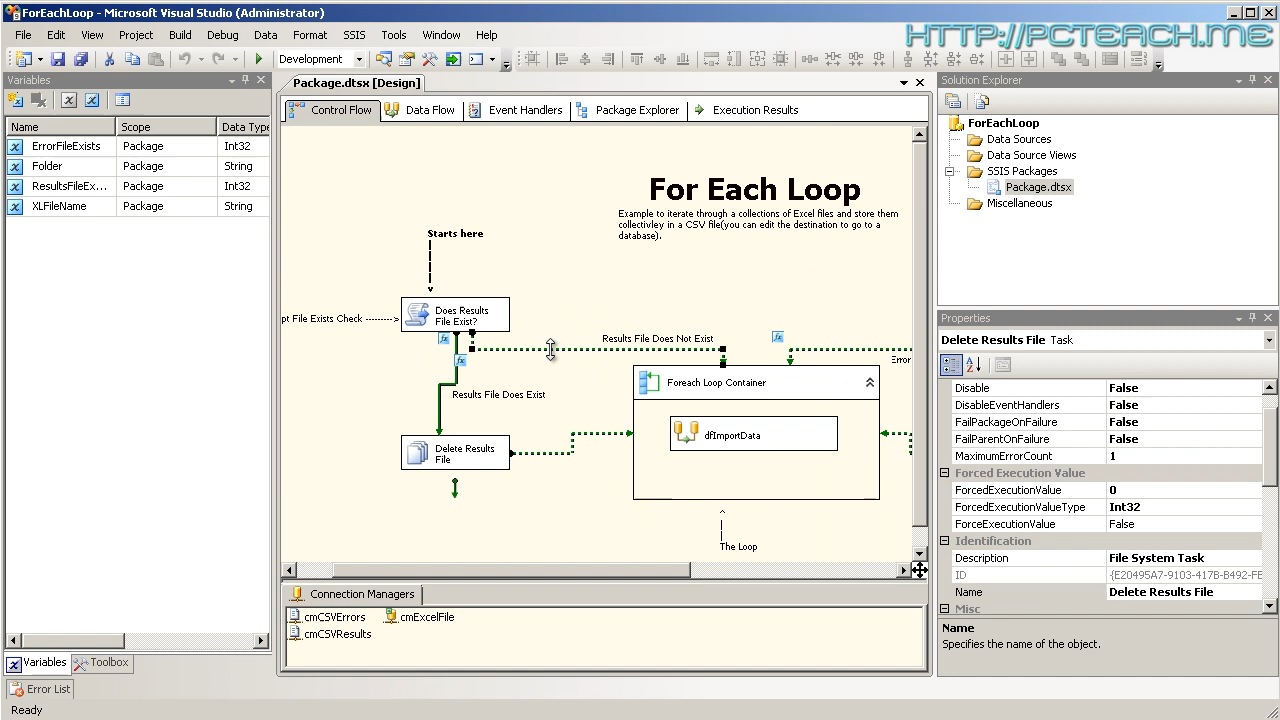 ForEachLoop - Microsoft Visual Studio (Administrator)
File Edit View Project Build Debug Data Format SSIS Tools Window Help
HTTP://PCTEACH.ME
Development
Variables
Name Scope Data Type
ErrorFileExists Package Int32
Folder Package String
ResultsFileEx... Package Int32
XLFileName Package String
Variables Toolbox
Error List
Ready
Package.dtsx [Design]
Control Flow Data Flow Event Handlers Package Explorer Execution Results
For Each Loop
Example to iterate through a collections of Excel files and store them
collectivley in a CSV file(you can edit the destination to go to a
database).
Starts here
pt File Exists Check
Does Results
File Exist?
fx
fx
fx
Results File Does Not Exist
Error
Results File Does Exist
Foreach Loop Container
dfImportData
Delete Results
File
The Loop
Connection Managers
cmCSVErrors cmExcelFile
cmCSVResults
Solution Explorer
ForEachLoop
Data Sources
Data Source Views
SSIS Packages
Package.dtsx
Miscellaneous
Properties
Delete Results File Task
Disable False
DisableEventHandlers False
FailPackageOnFailure False
FailParentOnFailure False
MaximumErrorCount 1
Forced Execution Value
ForcedExecutionValue 0
ForcedExecutionValueType Int32
ForceExecutionValue False
Identification
Description File System Task
ID {E20495A7-9103-417B-B492-FE
Name Delete Results File
Misc
Name
Specifies the name of the object.